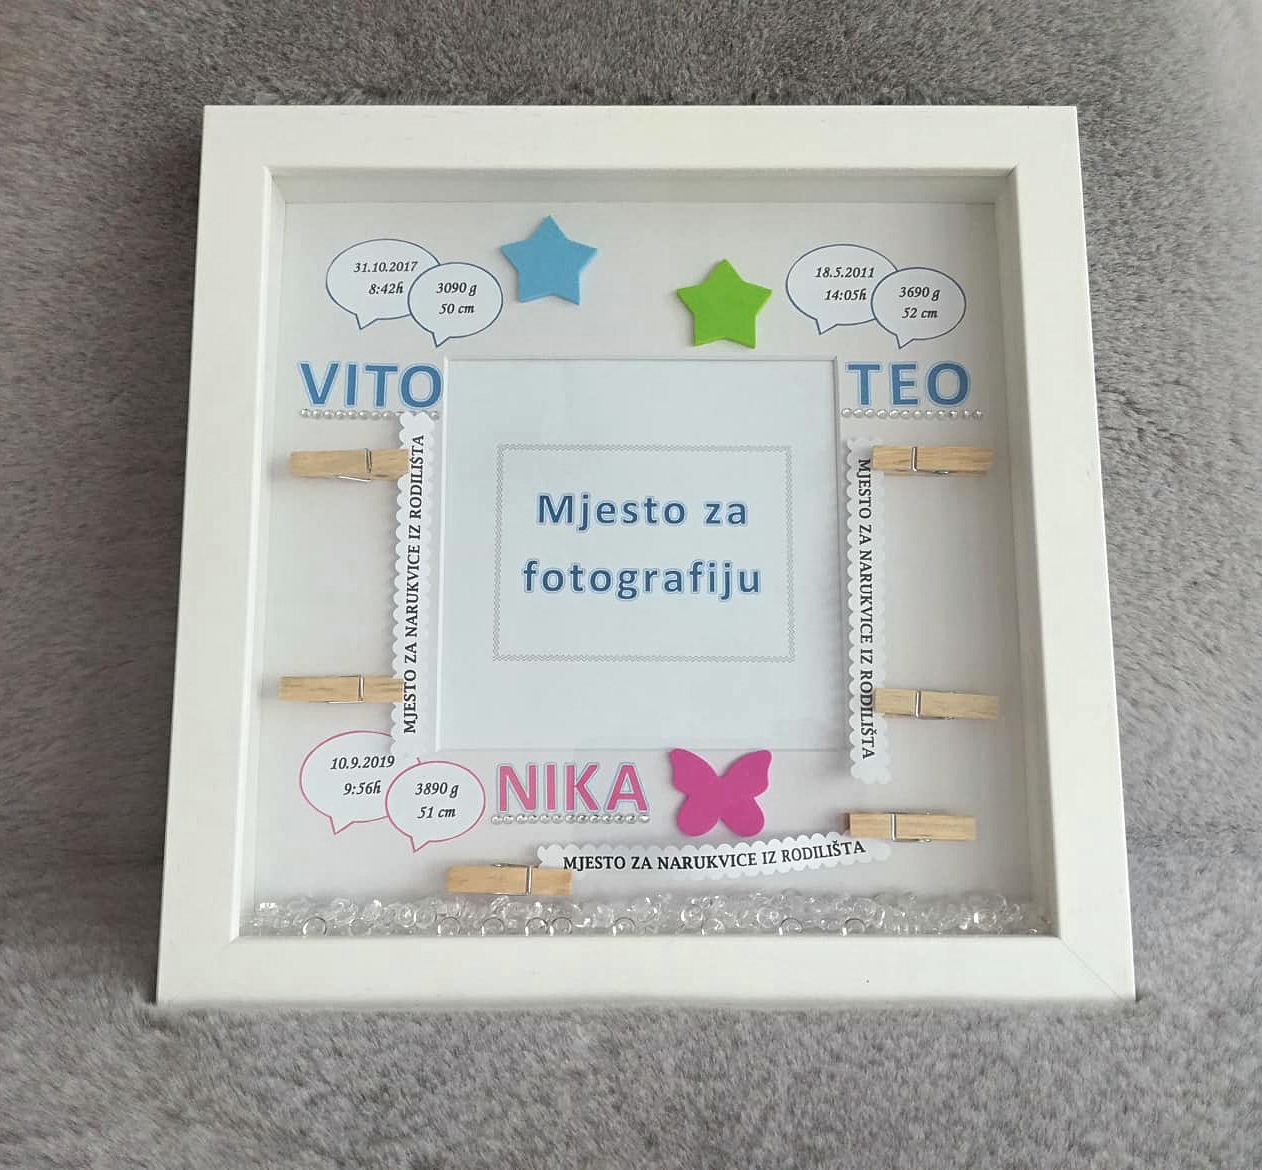 31.10.2017
8:42h
3090 g
50 cm
18.5.2011
14:05h
3690 g
52 cm
VITO
TEO
MJESTO ZA NARUKVICE IZ RODILIŠTA
Mjesto za
fotografiju
MJESTO ZA NARUKVICE IZ RODILIŠTA
10.9.2019
9:56h
3890 g
51 cm
NIKA
MJESTO ZA NARUKVICE IZ RODILIŠTA